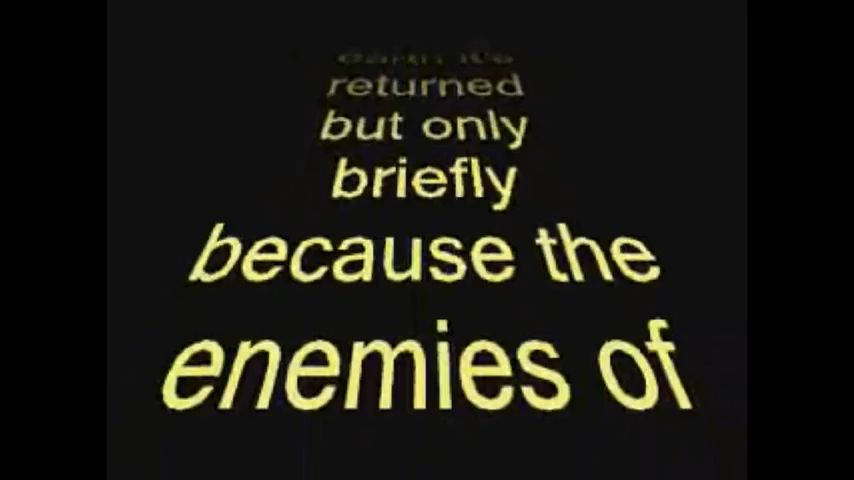 returned
but only
briefly
because the
enemies of